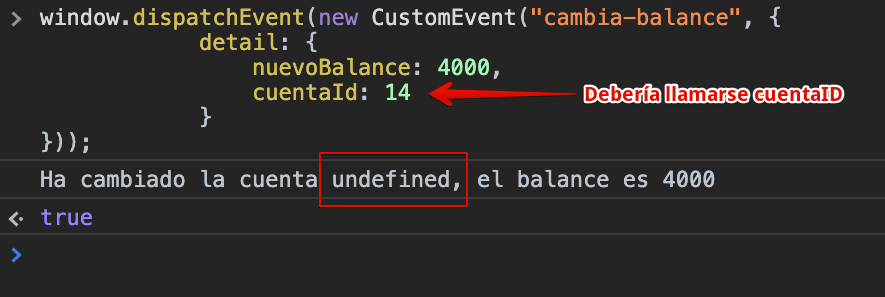 > window.dispatchEvent(new CustomEvent("cambia-balance", {
detail: {
nuevoBalance: 4000,
cuentaId: 14 Debería llamarse cuentaID
}
}));
Ha cambiado la cuenta undefined, el balance es 4000
<· true
>